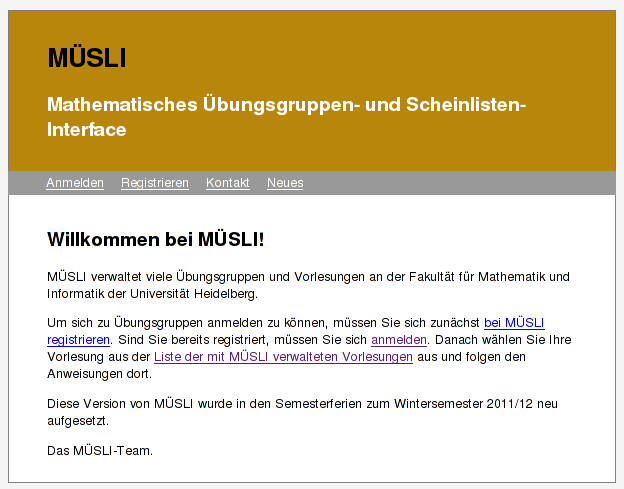 MÜSLI
Mathematisches Übungsgruppen- und Scheinlisten-
Interface
Anmelden Registrieren Kontakt Neues
Willkommen bei MÜSLI!
MÜSLI verwaltet viele Übungsgruppen und Vorlesungen an der Fakultät für Mathematik und
Informatik der Universität Heidelberg.
Um sich zu Übungsgruppen anmelden zu können, müssen Sie sich zunächst bei MÜSLI
registrieren. Sind Sie bereits registriert, müssen Sie sich anmelden. Danach wählen Sie Ihre
Vorlesung aus der Liste der mit MÜSLI verwalteten Vorlesungen aus und folgen den
Anweisungen dort.
Diese Version von MÜSLI wurde in den Semesterferien zum Wintersemester 2011/12 neu
aufgesetzt.
Das MÜSLI-Team.